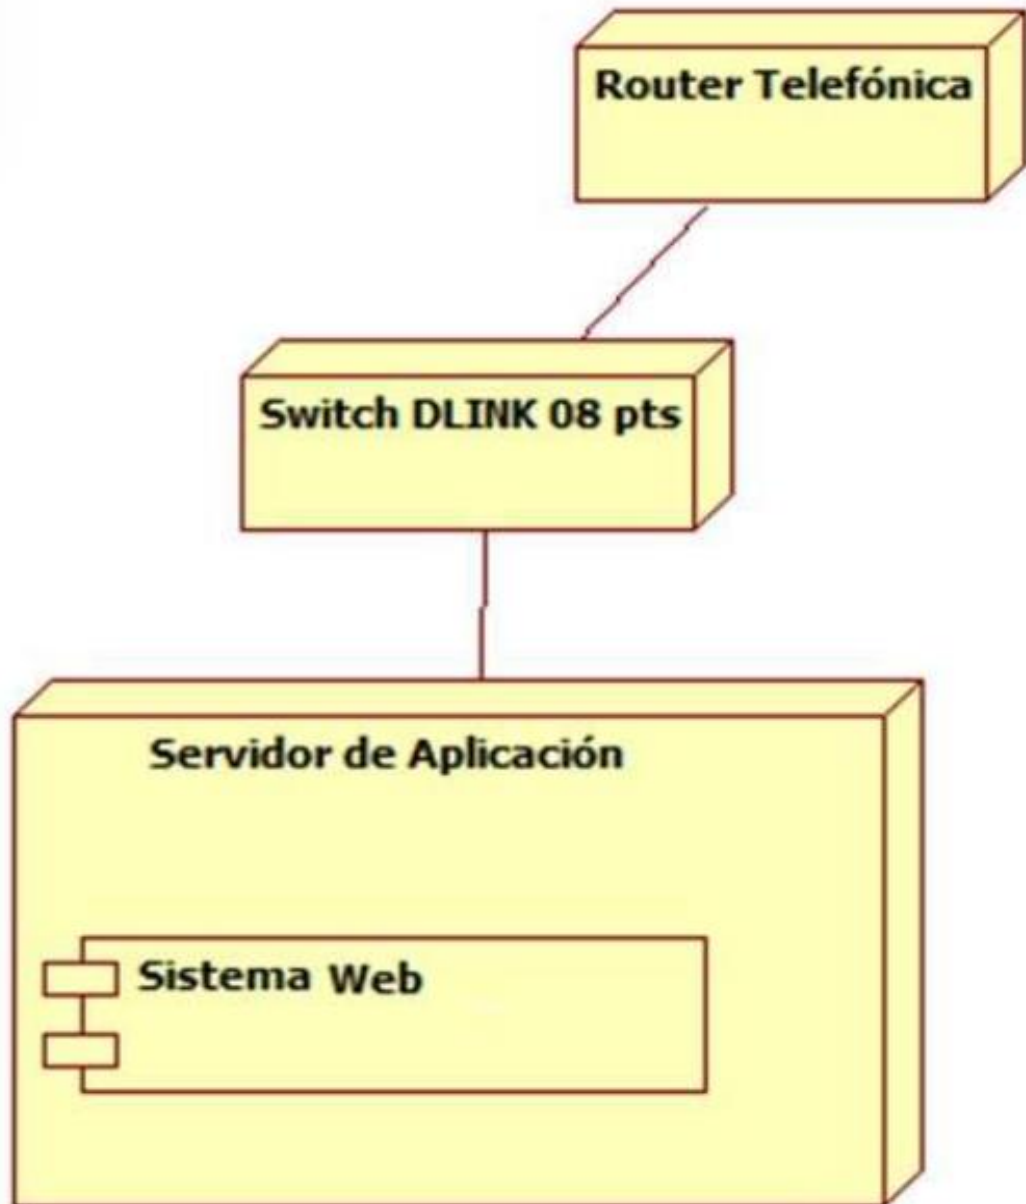 Router Telefónica
Switch DLINK 08 pts
Servidor de Aplicación
Sistema Web